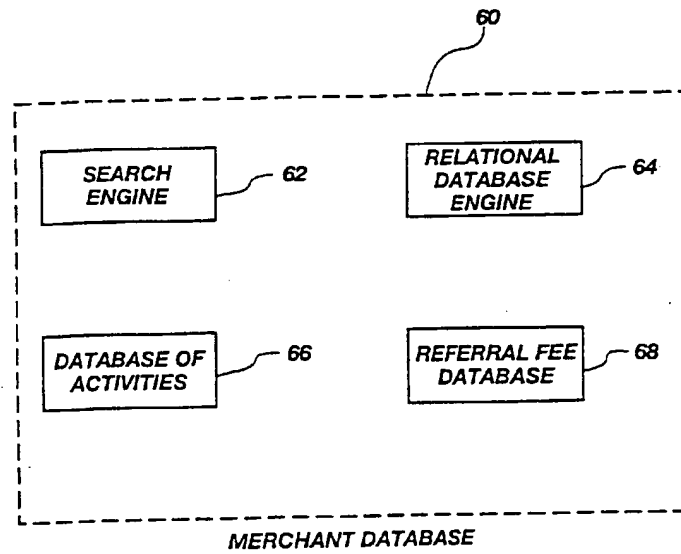 60
SEARCH
ENGINE
62
RELATIONAL
DATABASE
ENGINE
64
DATABASE OF
ACTIVITIES
66
REFERRAL FEE
DATABASE
68
MERCHANT DATABASE